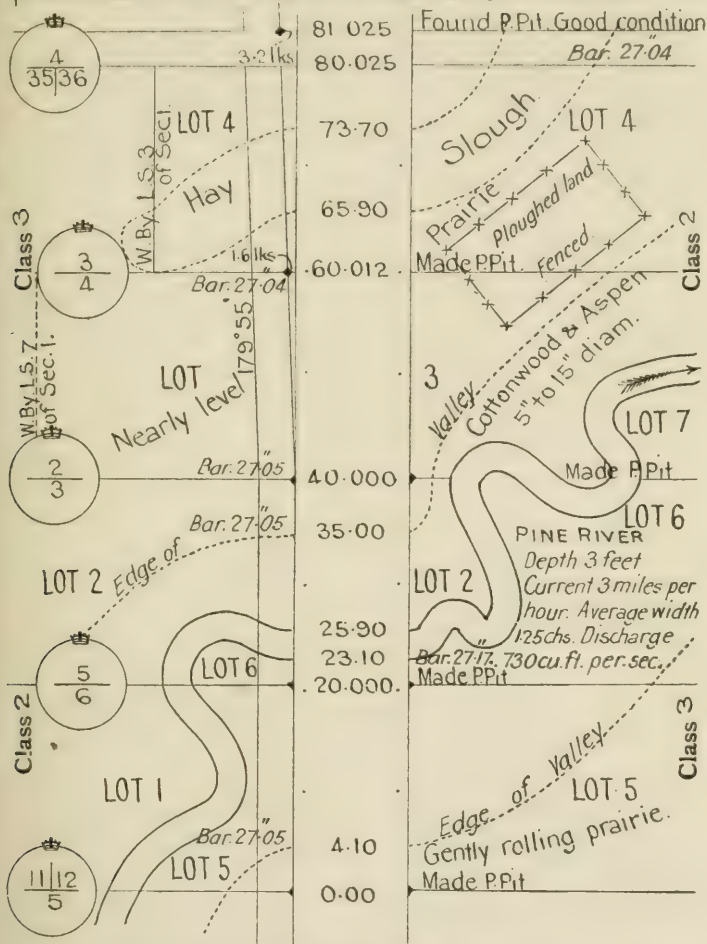 81 025 Found P.Pit. Good condition
4
35|36
3.2 lks
80.025
Bar. 27.04"
LOT 4
73.70
Slough
LOT 4
W. By. L.S. 3
of Sec. 1.
Hay
65.90
Prairie
Ploughed land
Class 3
3
4
1.6 lks
60.012
Made P.Pit.
Fenced
Class 2
Bar. 27.04"
W. By. L.S. 7
of Sec. 1.
LOT
179°55
3
Valley
Cottonwood & Aspen
5" to 15" diam.
Nearly level
LOT 7
2
3
Bar. 27.05"
40.000
Made P.Pit
LOT 6
Bar. 27.05"
35.00
PINE RIVER
Depth 3 feet
LOT 2
Edge of
LOT 2
Current 3 miles per
hour. Average width
25.90
1.25 chs. Discharge
5
6
LOT 6
23.10
Bar. 27.17". 730 cu. ft. per. sec.
20.000.
Made P.Pit
Class 2
Class 3
LOT 1
Edge of Valley
LOT 5
Bar. 27.05"
4.10
Gently rolling prairie.
11|12
5
LOT 5
0.00
Made P.Pit